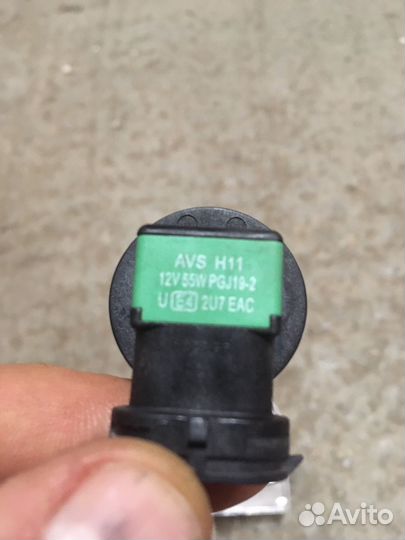 AVS H11
12V 55W PGJ19-2
U E4 2U7 EAC
Avito